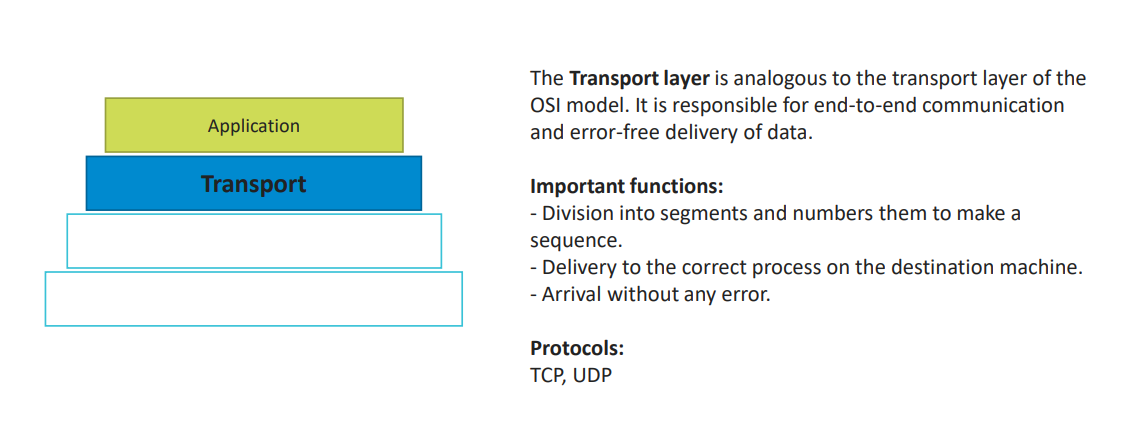 Application
Transport
The Transport layer is analogous to the transport layer of the
OSI model. It is responsible for end-to-end communication
and error-free delivery of data.
Important functions:
- Division into segments and numbers them to make a
sequence.
- Delivery to the correct process on the destination machine.
- Arrival without any error.
Protocols:
TCP, UDP